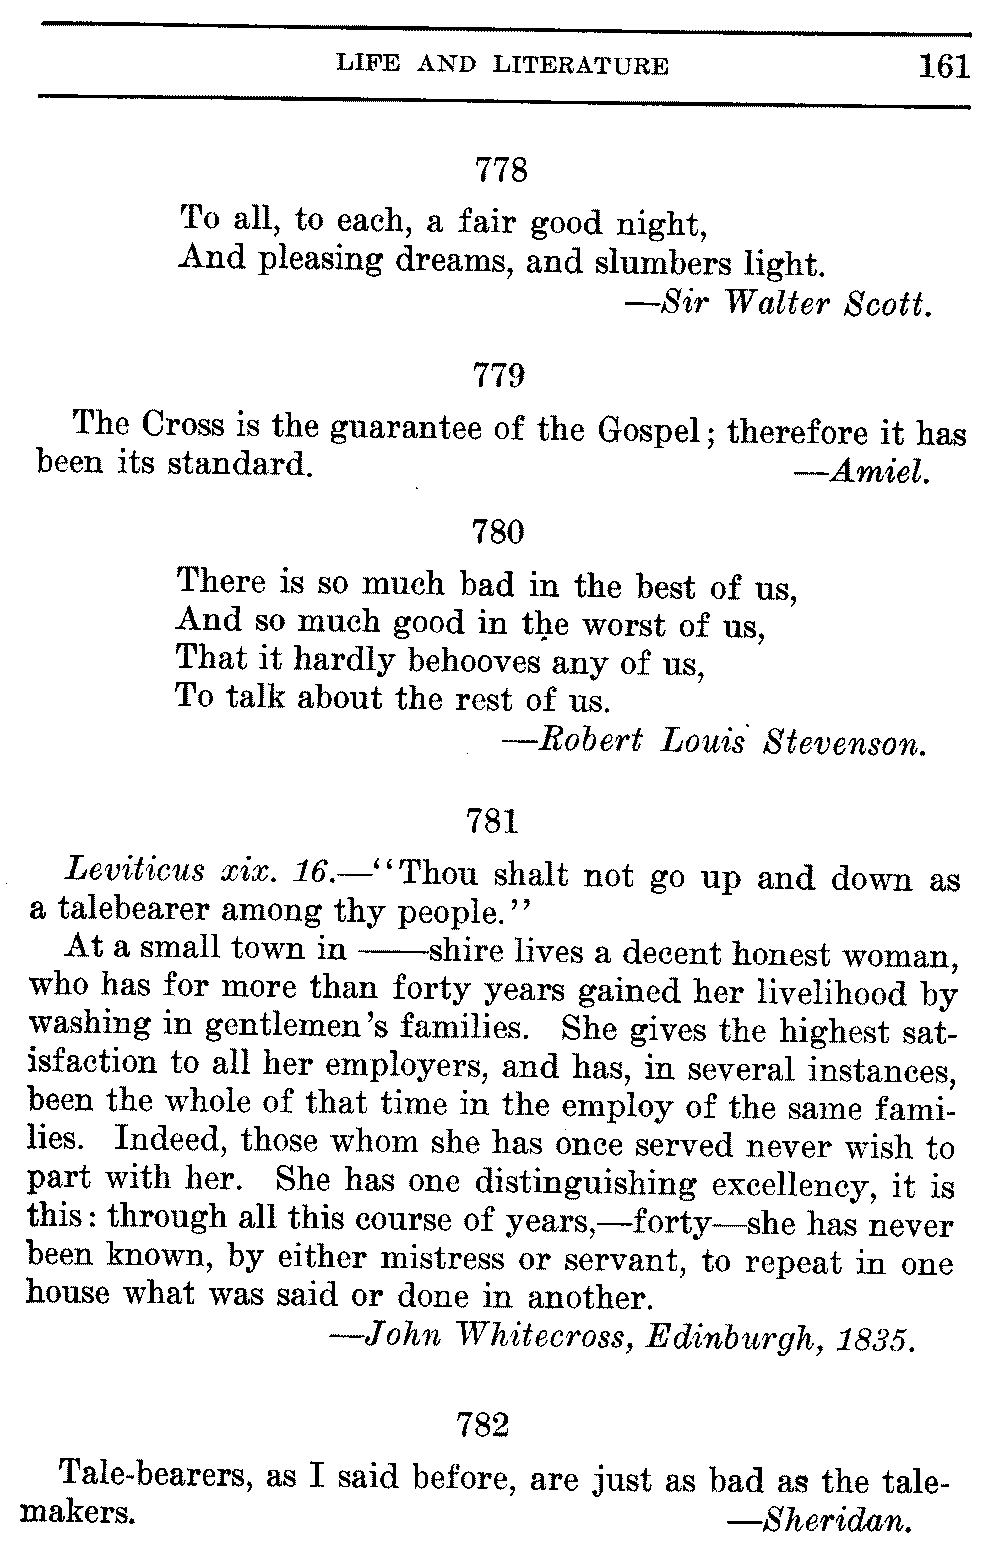 LIFE AND LITERATURE 161
778
To all, to each, a fair good night,
And pleasing dreams, and slumbers light.
—Sir Walter Scott.
779
The Cross is the guarantee of the Gospel; therefore it has
been its standard. —Amiel.
780
There is so much bad in the best of us,
And so much good in the worst of us,
That it hardly behooves any of us,
To talk about the rest of us.
—Robert Louis Stevenson.
781
Leviticus xix. 16.—“Thou shalt not go up and down as
a talebearer among thy people.”
At a small town in ——shire lives a decent honest woman,
who has for more than forty years gained her livelihood by
washing in gentlemen's families. She gives the highest sat-
isfaction to all her employers, and has, in several instances,
been the whole of that time in the employ of the same fami-
lies. Indeed, those whom she has once served never wish to
part with her. She has one distinguishing excellency, it is
this: through all this course of years,—forty—she has never
been known, by either mistress or servant, to repeat in one
house what was said or done in another.
—John Whitecross, Edinburgh, 1835.
782
Tale-bearers, as I said before, are just as bad as the tale-
makers. —Sheridan.